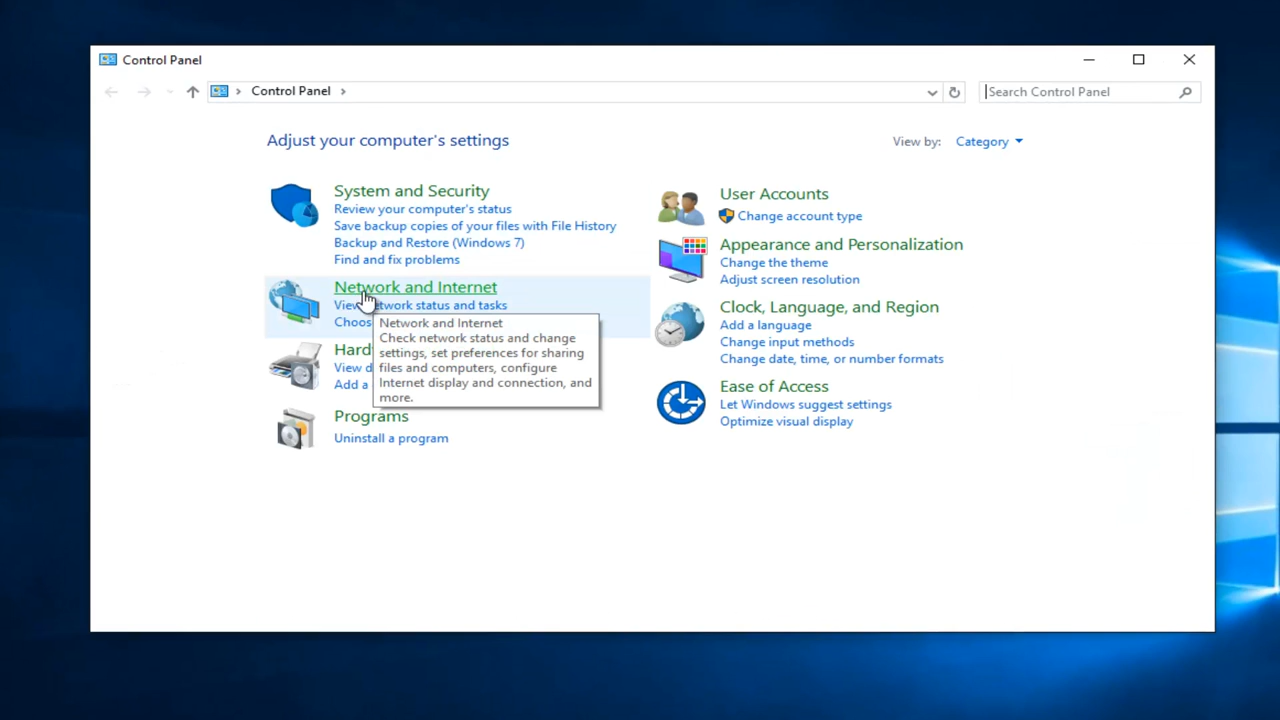 Control Panel
Control Panel
Search Control Panel
Adjust your computer's settings
View by: Category
System and Security
Review your computer's status
Save backup copies of your files with File History
Backup and Restore (Windows 7)
Find and fix problems
Network and Internet
View network status and tasks
Choos
Network and Internet
Check network status and change
settings, set preferences for sharing
files and computers, configure
Internet display and connection, and
more.
Hard
View d
Add a
Programs
Uninstall a program
User Accounts
Change account type
Appearance and Personalization
Change the theme
Adjust screen resolution
Clock, Language, and Region
Add a language
Change input methods
Change date, time, or number formats
Ease of Access
Let Windows suggest settings
Optimize visual display